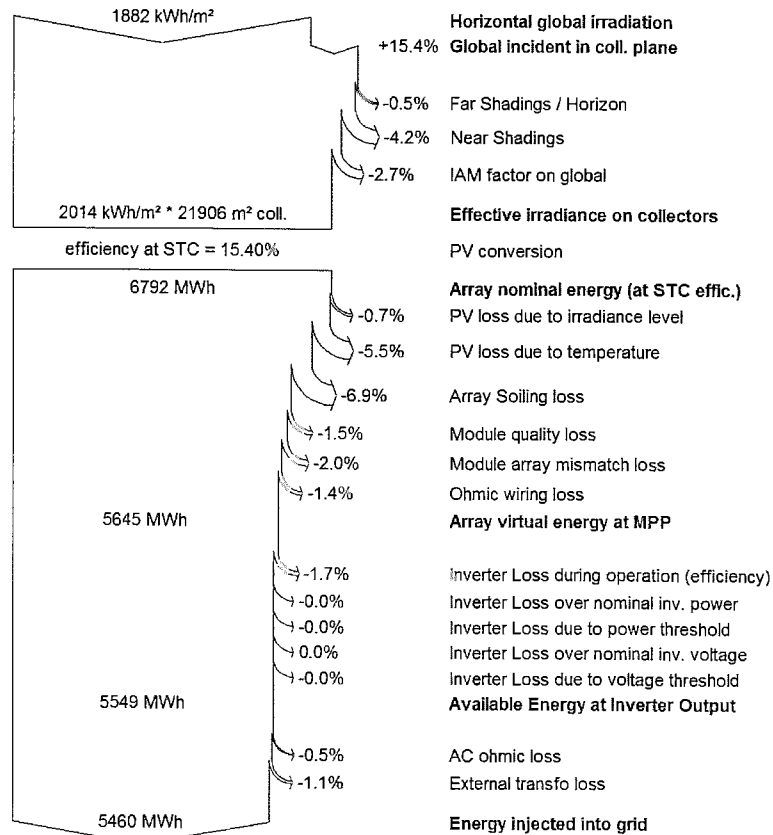 1882 kWh/m² Horizontal global irradiation
+15.4% Global incident in coll. plane
-0.5% Far Shadings / Horizon
-4.2% Near Shadings
-2.7% IAM factor on global
2014 kWh/m² * 21906 m² coll. Effective irradiance on collectors
efficiency at STC = 15.40% PV conversion
6792 MWh Array nominal energy (at STC effic.)
-0.7% PV loss due to irradiance level
-5.5% PV loss due to temperature
-6.9% Array Soiling loss
-1.5% Module quality loss
-2.0% Module array mismatch loss
-1.4% Ohmic wiring loss
5645 MWh Array virtual energy at MPP
-1.7% Inverter Loss during operation (efficiency)
-0.0% Inverter Loss over nominal inv. power
-0.0% Inverter Loss due to power threshold
0.0% Inverter Loss over nominal inv. voltage
-0.0% Inverter Loss due to voltage threshold
5549 MWh Available Energy at Inverter Output
-0.5% AC ohmic loss
-1.1% External transfo loss
5460 MWh Energy injected into grid